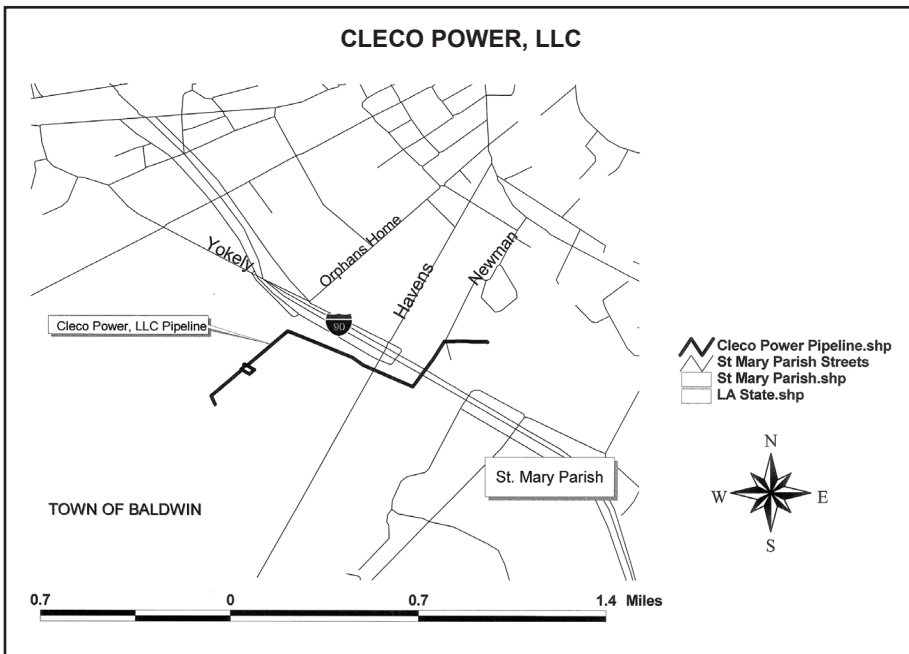 CLECO POWER, LLC
Yokely
Orphans Home
Havens
Newman
90
Cleco Power, LLC Pipeline
Cleco Power Pipeline.shp
St Mary Parish Streets
St Mary Parish.shp
LA State.shp
N
W
E
S
St. Mary Parish
TOWN OF BALDWIN
0.7 0 0.7 1.4 Miles